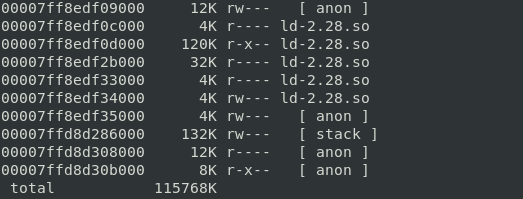 00007ff8edf09000     12K rw---   [ anon ]
00007ff8edf0c000      4K r---- ld-2.28.so
00007ff8edf0d000    120K r-x-- ld-2.28.so
00007ff8edf2b000     32K r---- ld-2.28.so
00007ff8edf33000      4K r---- ld-2.28.so
00007ff8edf34000      4K rw--- ld-2.28.so
00007ff8edf35000      4K rw---   [ anon ]
00007ffd8d286000    132K rw---   [ stack ]
00007ffd8d308000     12K r----   [ anon ]
00007ffd8d30b000      8K r-x--   [ anon ]
 total           115768K